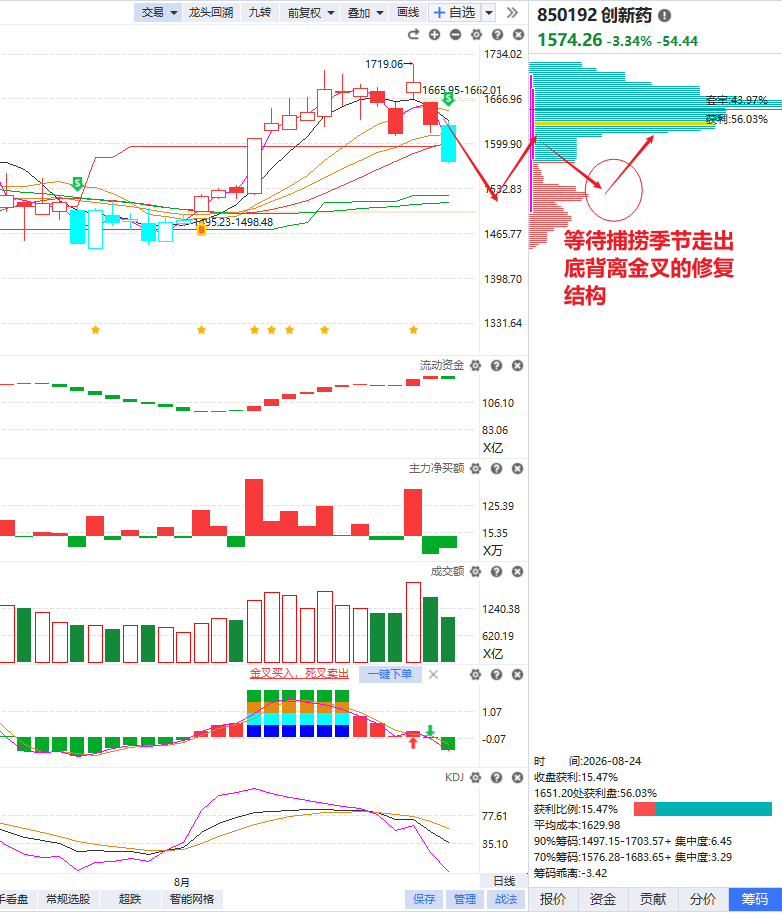 交易 龙头回溯 九转 前复权 叠加 画线 自选
850192 创新药
1574.26 -3.34% -54.44
1734.02
1719.06
1665.95-1662.01
1666.96
套牢:43.97%
获利:56.03%
1599.90
1532.83
1495.23-1498.48
1465.77
1398.70
1331.64
等待捕捞季节走出
底背离金叉的修复
结构
流动资金
106.10
83.06
X亿
主力净买额
125.39
15.35
X万
成交额
1240.38
620.19
X亿
金叉买入，死叉卖出 一键下单
1.07
-0.07
KDJ
77.61
35.10
时 间:2026-08-24
收盘获利:15.47%
1651.20处获利盘:56.03%
获利比例:15.47%
平均成本:1629.98
90%筹码:1497.15-1703.57+ 集中度:6.45
70%筹码:1576.28-1683.65+ 集中度:3.29
筹码乖离:-3.42
8月 日线
手看盘 常规选股 超跌 智能网格 保存 管理 战法
报价 资金 贡献 分价 筹码